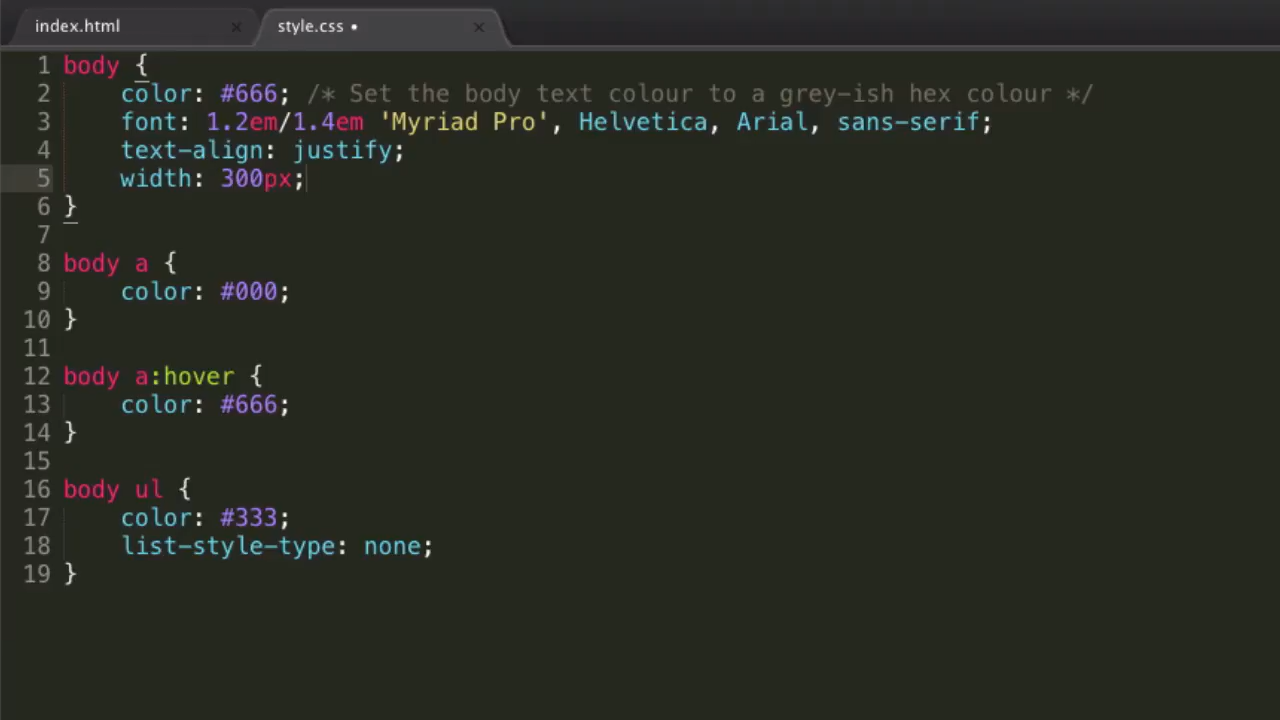 index.html × style.css • ×
1 body {
2 color: #666; /* Set the body text colour to a grey-ish hex colour */
3 font: 1.2em/1.4em 'Myriad Pro', Helvetica, Arial, sans-serif;
4 text-align: justify;
5 width: 300px;
6 }
7
8 body a {
9 color: #000;
10 }
11
12 body a:hover {
13 color: #666;
14 }
15
16 body ul {
17 color: #333;
18 list-style-type: none;
19 }